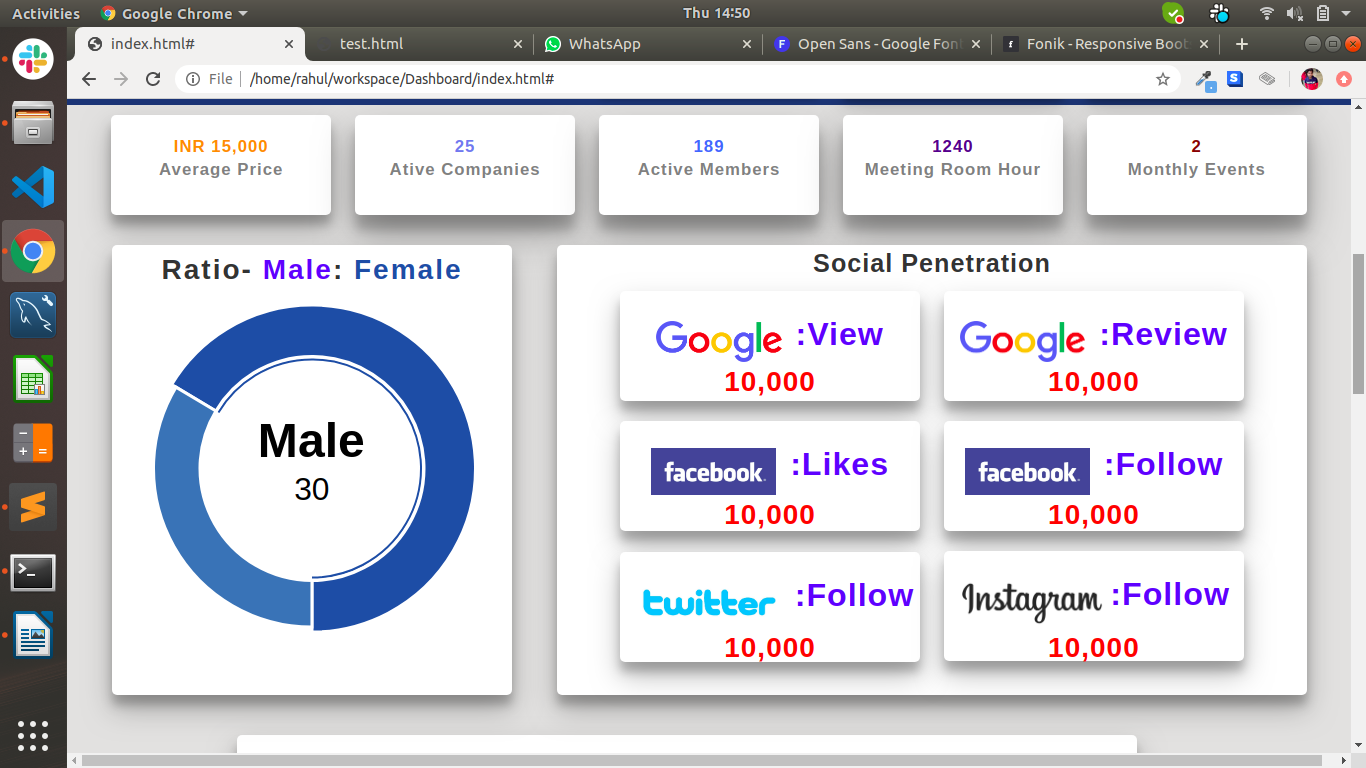 Activities
Google Chrome
Thu 14:50
index.html#
test.html
WhatsApp
Open Sans - Google Fon
Fonik - Responsive Boot
File
/home/rahul/workspace/Dashboard/index.html#
INR 15,000
Average Price
25
Ative Companies
189
Active Members
1240
Meeting Room Hour
2
Monthly Events
Ratio- Male: Female
Male
30
Social Penetration
Google :View
10,000
Google :Review
10,000
facebook :Likes
10,000
facebook :Follow
10,000
twitter :Follow
10,000
Instagram :Follow
10,000